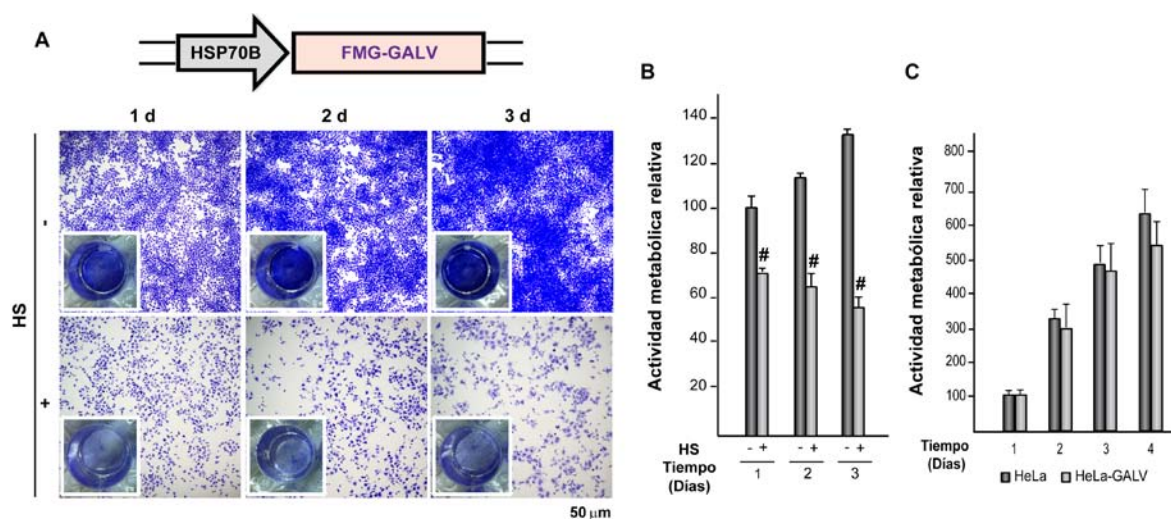 A
HSP70B
FMG-GALV
1 d 2 d 3 d
HS
-
+
50 µm
B
Actividad metabólica relativa
140
120
100
80
60
40
20
#
#
#
HS - + - + - +
Tiempo
(Días)
1 2 3
C
Actividad metabólica relativa
800
700
600
500
400
300
200
100
Tiempo
(Días)
1 2 3 4
HeLa HeLa-GALV